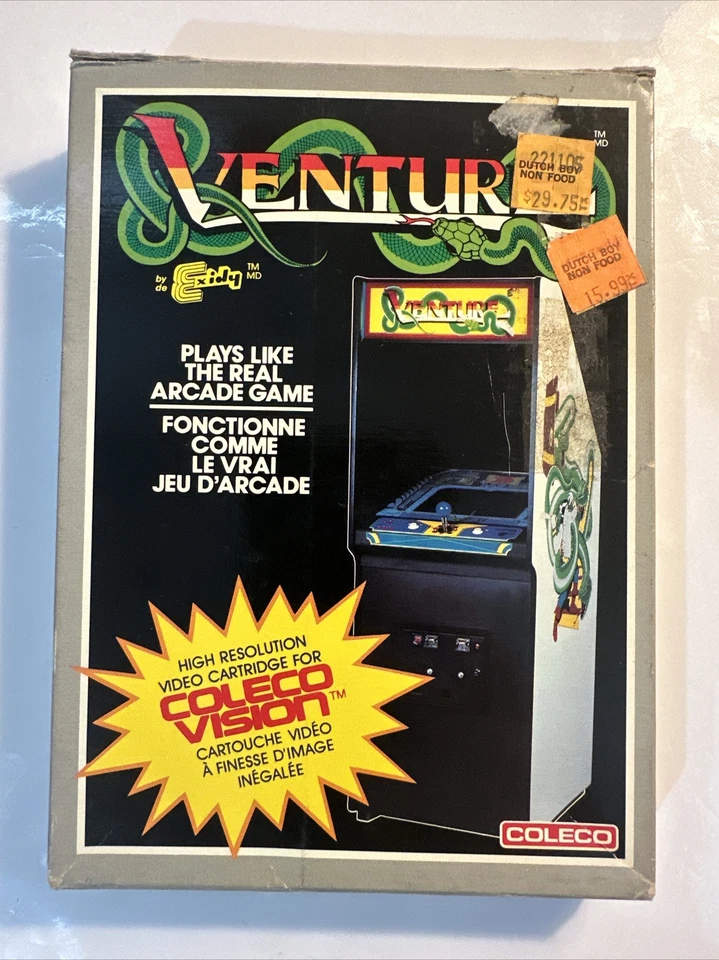 VENTURE
TM
MD
221105
DUTCH BOY
NON FOOD
$29.75
DUTCH BOY
NON FOOD
15.99
by
de
Exidy
TM
MD
VENTURE
PLAYS LIKE
THE REAL
ARCADE GAME
FONCTIONNE
COMME
LE VRAI
JEU D'ARCADE
HIGH RESOLUTION
VIDEO CARTRIDGE FOR
COLECO
VISION™
CARTOUCHE VIDÉO
À FINESSE D'IMAGE
INÉGALÉE
COLECO